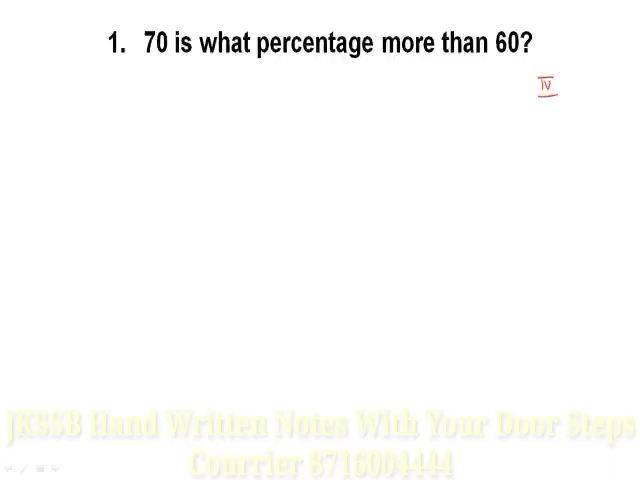 1. 70 is what percentage more than 60?
IV
JKSSB Hand Written Notes With Your Door Steps
Courrier 8716004444